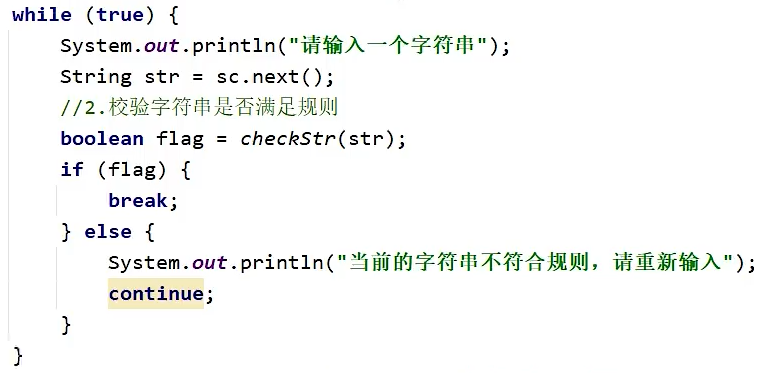 while (true) {
    System.out.println("请输入一个字符串");
    String str = sc.next();
    //2.校验字符串是否满足规则
    boolean flag = checkStr(str);
    if (flag) {
        break;
    } else {
        System.out.println("当前的字符串不符合规则，请重新输入");
        continue;
    }
}